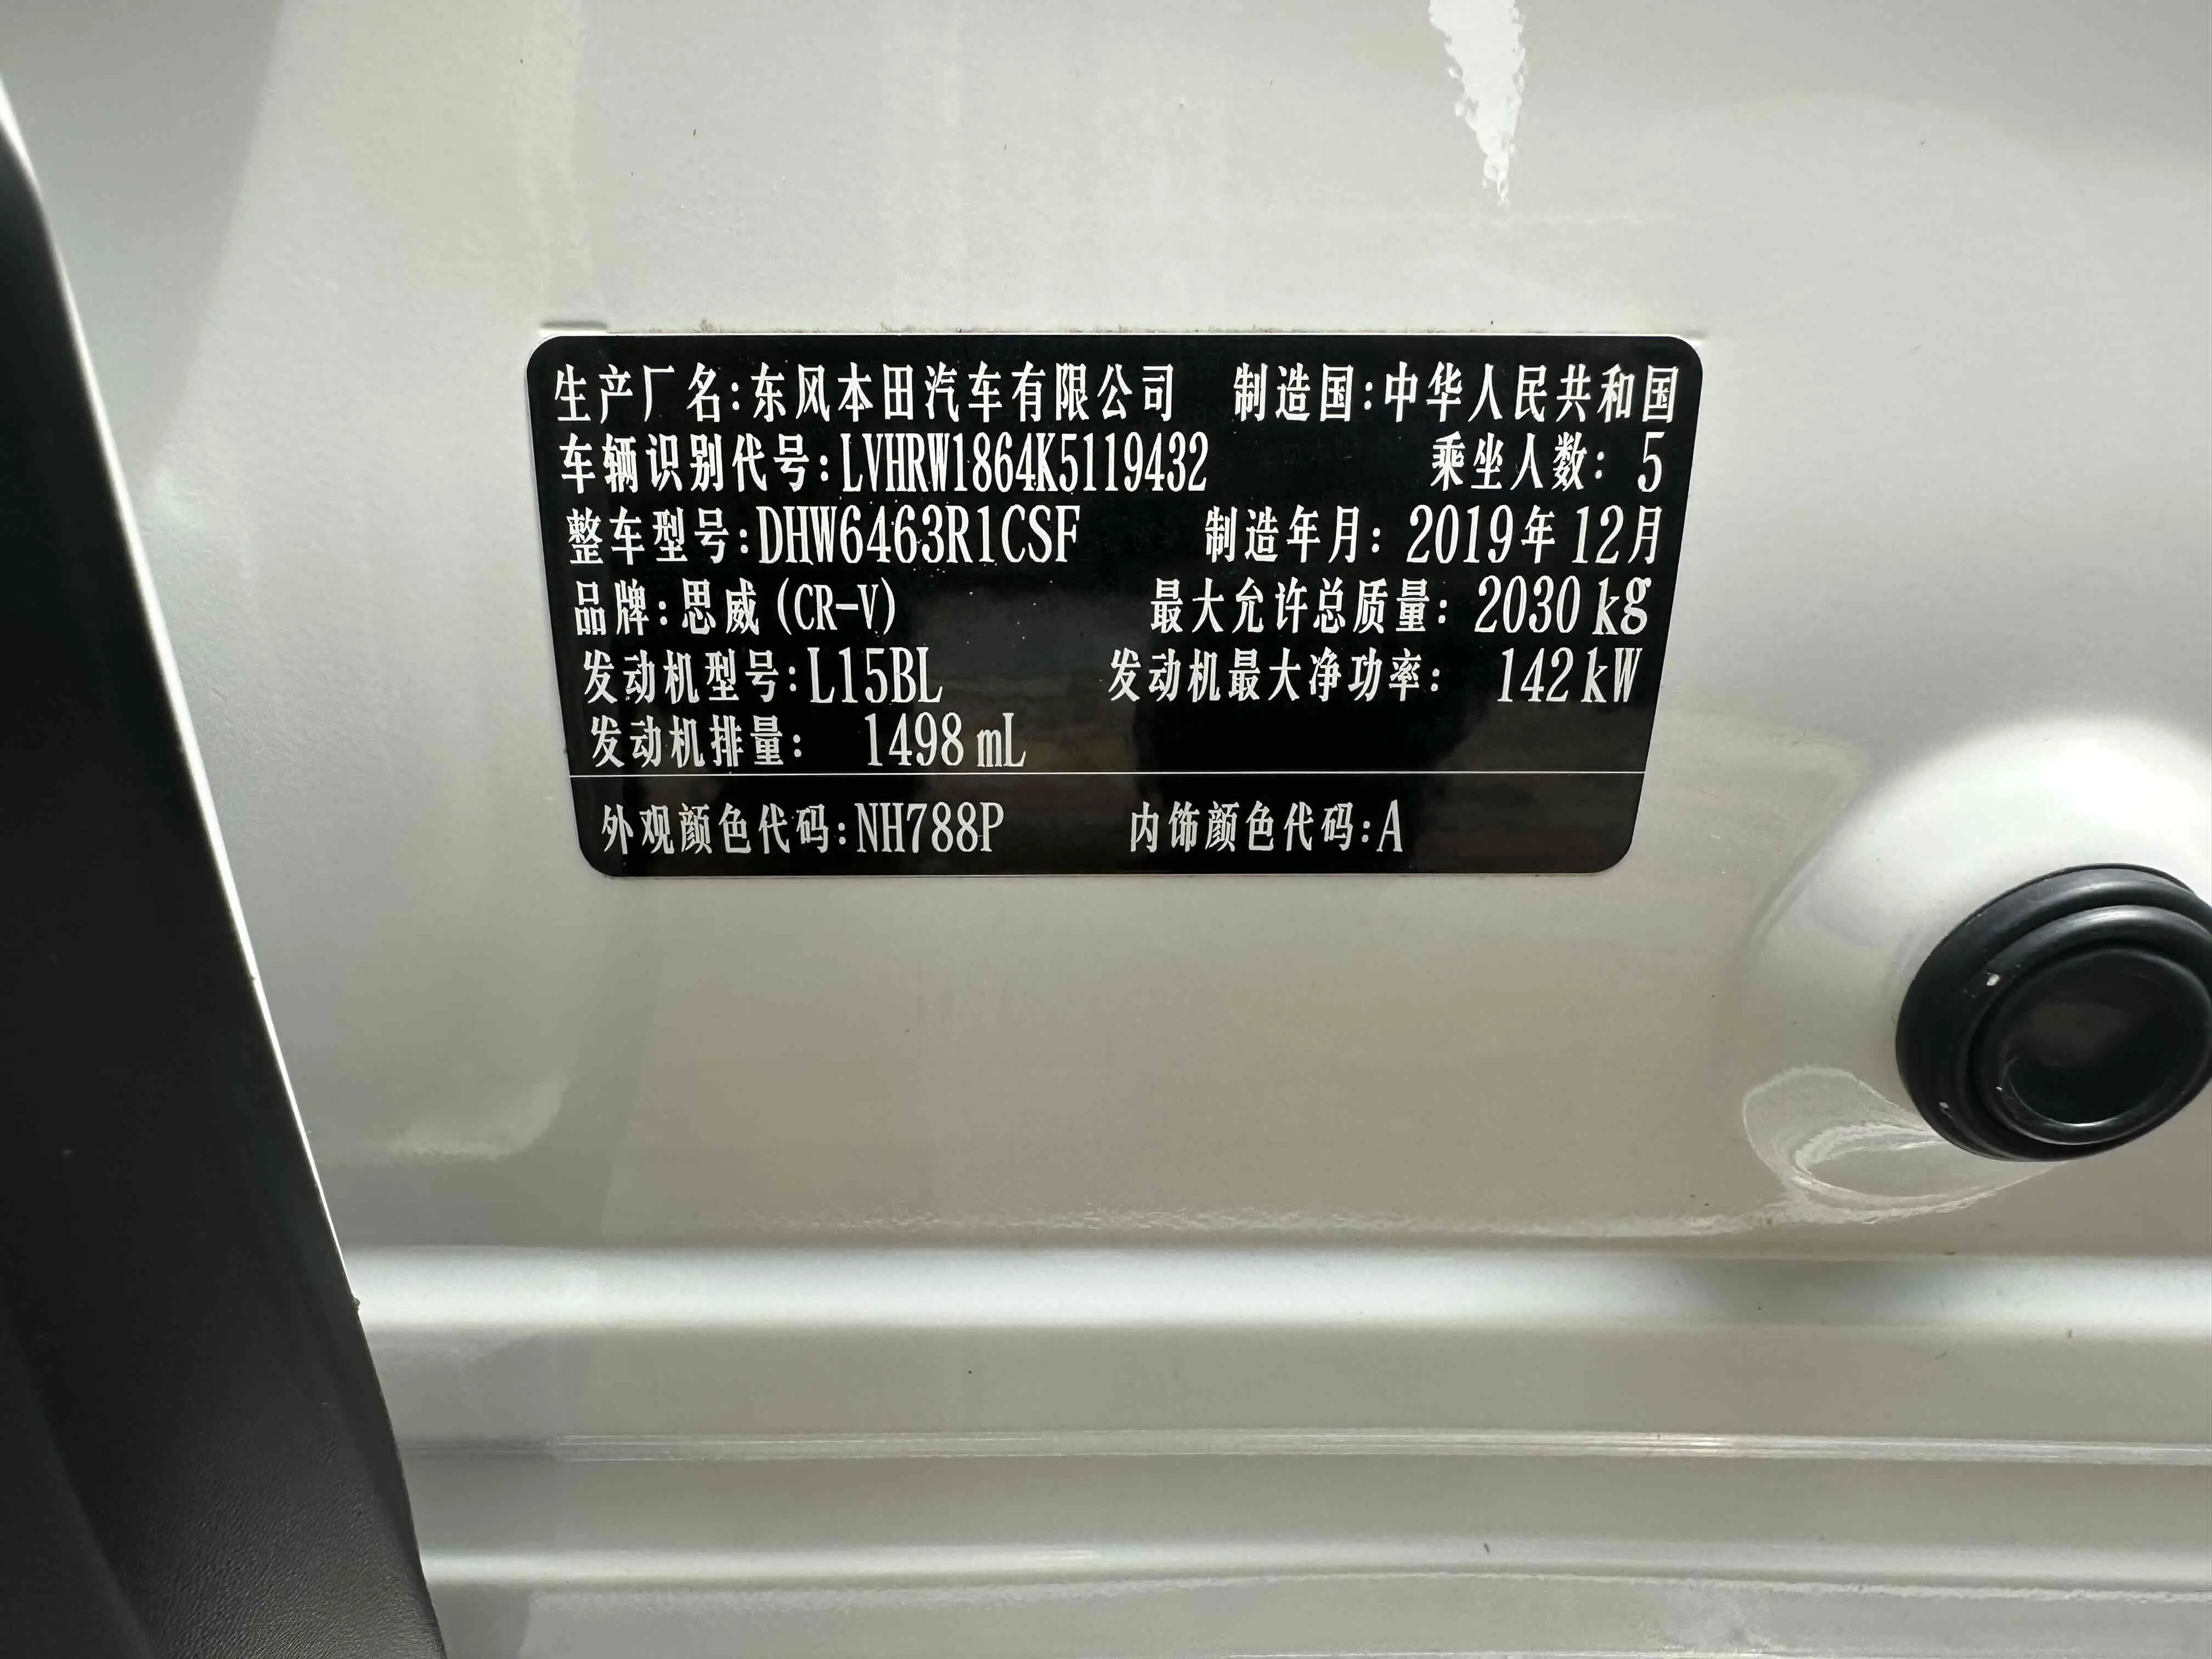 生产厂名:东风本田汽车有限公司 制造国:中华人民共和国
车辆识别代号:LVHRW1864K5119432 乘坐人数: 5
整车型号:DHW6463R1CSF 制造年月: 2019年12月
品牌:思威(CR-V) 最大允许总质量: 2030 kg
发动机型号:L15BL 发动机最大净功率: 142 kW
发动机排量: 1498 mL
外观颜色代码:NH788P 内饰颜色代码:A